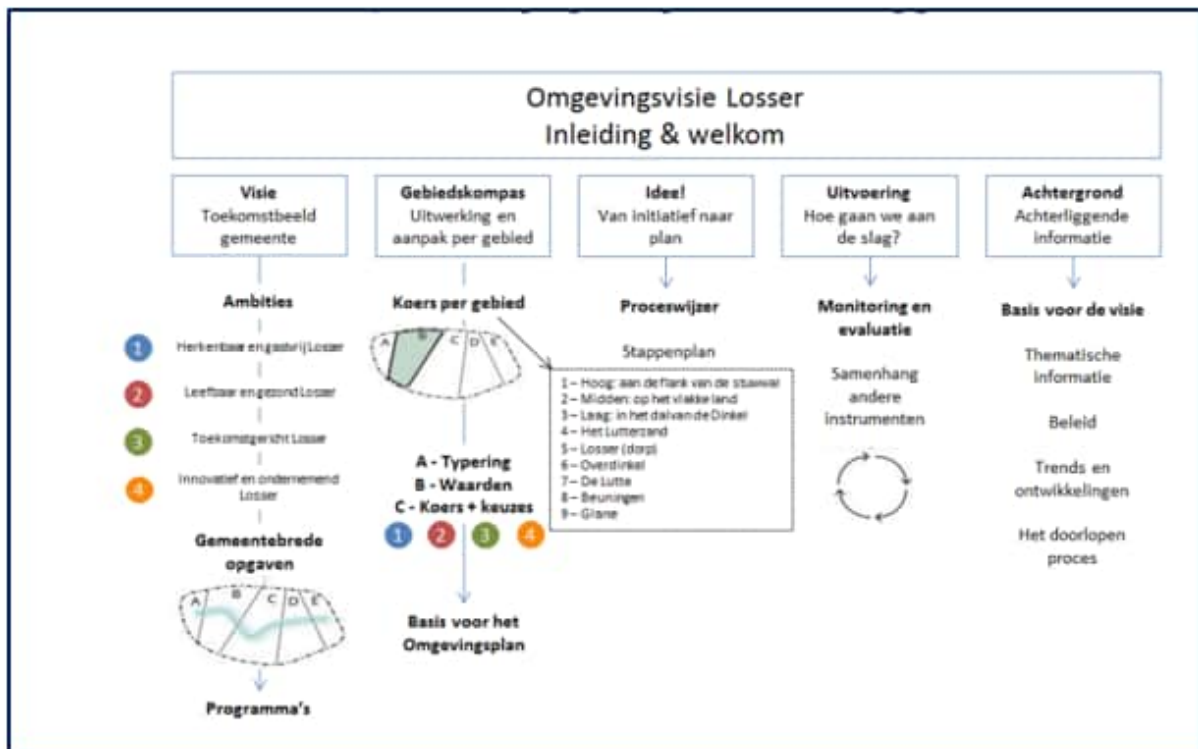 Omgevingsvisie Losser
Inleiding & welkom
Visie
Toekomstbeeld
gemeente
Gebiedskompas
Uitwerking en
aanpak per gebied
Idee!
Van initiatief naar
plan
Uitvoering
Hoe gaan we aan
de slag?
Achtergrond
Achterliggende
informatie
Ambities
1
Herkenbaar en gastvrij Losser
2
Leefbaar en gezond Losser
3
Toekomstgericht Losser
4
Innovatief en ondernemend
Losser
Gemeentebrede
opgaven
A B C D E
Programma's
Koers per gebied
A B C D E
A - Typering
B - Waarden
C - Koers + keuzes
1 2 3 4
Basis voor het
Omgevingsplan
Proceswijzer
Stappenplan
1 – Hoog: aan de flank van de stuwwal
2 – Midden: op het vlakke land
3 – Laag: in het dal van de Dinkel
4 – Het Lutterzand
5 – Losser (dorp)
6 – Overdinkel
7 – De Lutte
8 – Beuningen
9 – Glane
Monitoring en
evaluatie
Samenhang
andere
instrumenten
Basis voor de visie
Thematische
informatie
Beleid
Trends en
ontwikkelingen
Het doorlopen
proces